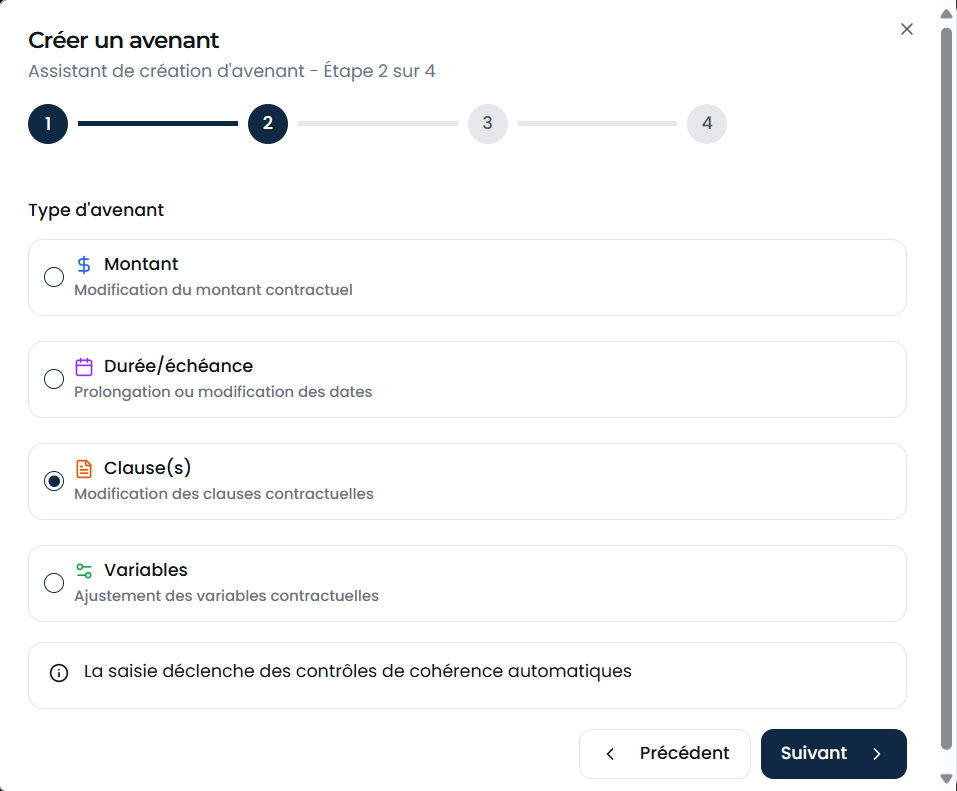 Créer un avenant
Assistant de création d'avenant - Étape 2 sur 4
1
2
3
4
Type d'avenant
$ Montant
Modification du montant contractuel
Durée/échéance
Prolongation ou modification des dates
Clause(s)
Modification des clauses contractuelles
Variables
Ajustement des variables contractuelles
La saisie déclenche des contrôles de cohérence automatiques
Précédent
Suivant